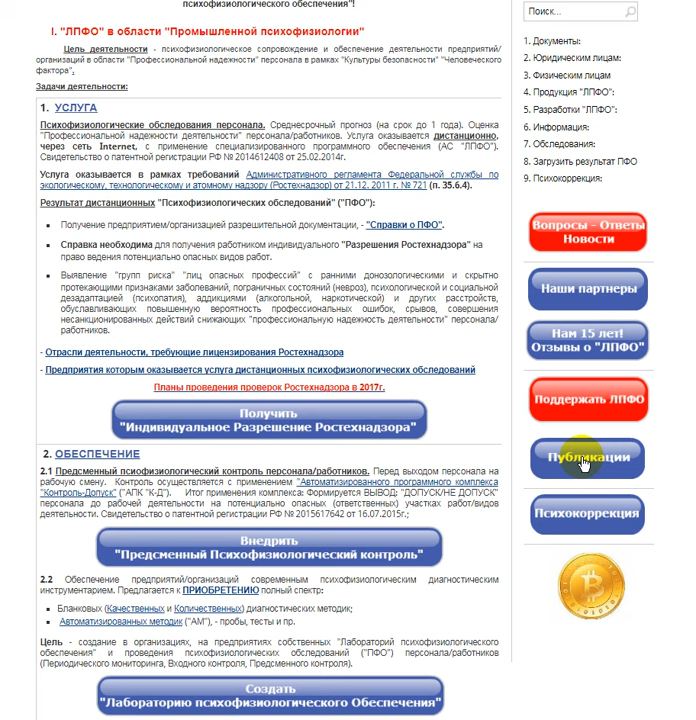 психофизиологического обеспечения"!
I. "ЛПФО" в области "Промышленной психофизиологии"
Цель деятельности - психофизиологическое сопровождение и обеспечение деятельности предприятий/
организаций в области "Профессиональной надежности" персонала в рамках "Культуры безопасности" "Человеческого
фактора".
Задачи деятельности:
1. УСЛУГА
Психофизиологические обследования персонала. Среднесрочный прогноз (на срок до 1 года). Оценка
"Профессиональной надежности деятельности" персонала/работников. Услуга оказывается дистанционно,
через сеть Internet, с применением специализированного программного обеспечения (АС "ЛПФО").
Свидетельство о патентной регистрации РФ № 2014612408 от 25.02.2014г.
Услуга оказывается в рамках требований Административного регламента Федеральной службы по
экологическому, технологическому и атомному надзору (Ростехнадзор) от 21.12. 2011 г. № 721 (п. 35.6.4).
Результат дистанционных "Психофизиологических обследований" ("ПФО"):
Получение предприятием/организацией разрешительной документации, - "Справки о ПФО".
Справка необходима для получения работником индивидуального "Разрешения Ростехнадзора" на
право ведения потенциально опасных видов работ.
Выявление "групп риска" "лиц опасных профессий" с ранними донозологическими и скрытно
протекающими признаками заболеваний, пограничных состояний (невроз), психологической и социальной
дезадаптацией (психопатия), аддикциями (алкогольной, наркотической) и других расстройств,
обуславливающих повышенную вероятность профессиональных ошибок, срывов, совершения
несанкционированных действий снижающих "профессиональную надежность деятельности" персонала/
работников.
- Отрасли деятельности, требующие лицензирования Ростехнадзора
- Предприятия которым оказывается услуга дистанционных психофизиологических обследований
Планы проведения проверок Ростехнадзора в 2017г.
Получить
"Индивидуальное Разрешение Ростехнадзора"
2. ОБЕСПЕЧЕНИЕ
2.1 Предсменный психофизиологический контроль персонала/работников. Перед выходом персонала на
рабочую смену. Контроль осуществляется с применением "Автоматизированного программного комплекса
"Контроль-Допуск" ("АПК "К-Д"). Итог применения комплекса: Формируется ВЫВОД: "ДОПУСК/НЕ ДОПУСК"
персонала до рабочей деятельности на потенциально опасных (ответственных) участках работ/видов
деятельности. Свидетельство о патентной регистрации РФ № 2015617642 от 16.07.2015г.;
Внедрить
"Предсменный Психофизиологический контроль"
2.2 Обеспечение предприятий/организаций современным психофизиологическим диагностическим
инструментарием. Предлагается к ПРИОБРЕТЕНИЮ полный спектр:
Бланковых (Качественных и Количественных) диагностических методик;
Автоматизированных методик ("АМ"), - пробы, тесты и пр.
Цель - создание в организациях, на предприятиях собственных "Лабораторий психофизиологического
обеспечения" и проведения психофизиологических обследований ("ПФО") персонала/работников
(Периодического мониторинга, Входного контроля, Предсменного контроля).
Создать
"Лабораторию психофизиологического Обеспечения"
Поиск...
1. Документы:
2. Юридическим лицам:
3. Физическим лицам
4. Продукция "ЛПФО":
5. Разработки "ЛПФО":
6. Информация:
7. Обследования:
8. Загрузить результат ПФО
9. Психокоррекция:
Вопросы - Ответы
Новости
Наши партнеры
Нам 15 лет!
Отзывы о "ЛПФО"
Поддержать ЛПФО
Публикации
Психокоррекция